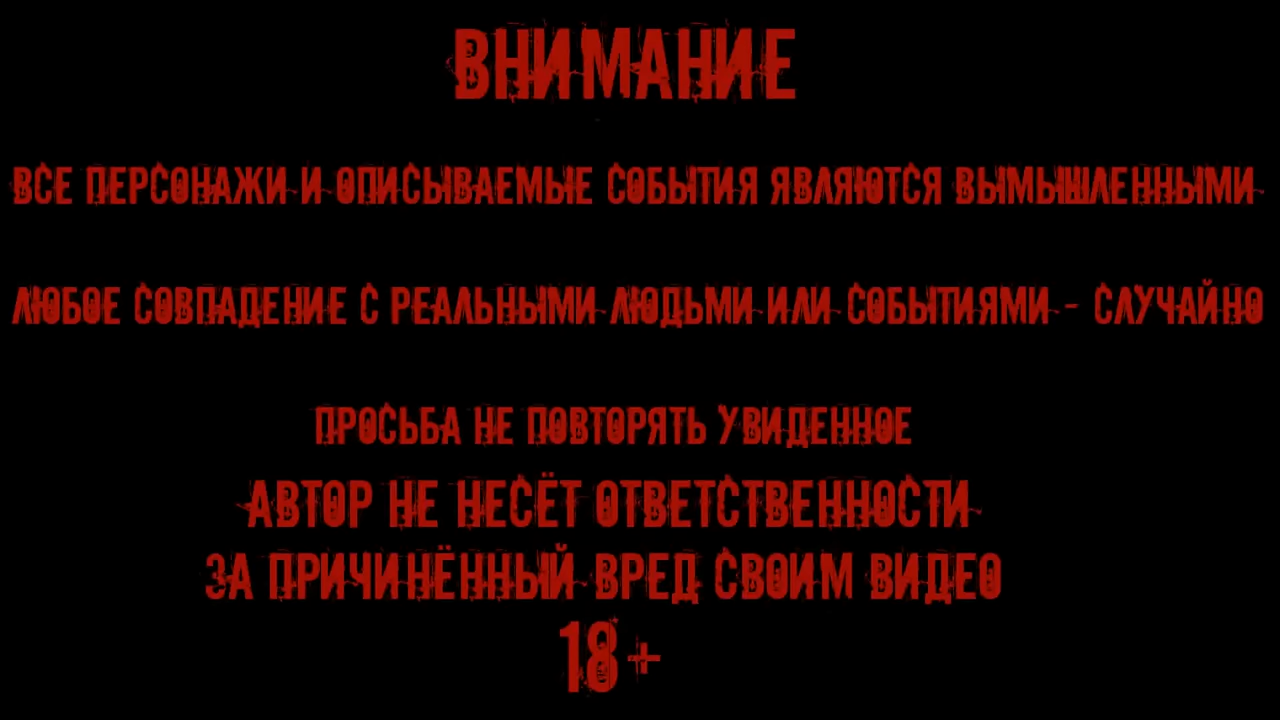 ВНИМАНИЕ
ВСЕ ПЕРСОНАЖИ И ОПИСЫВАЕМЫЕ СОБЫТИЯ ЯВЛЯЮТСЯ ВЫМЫШЛЕННЫМИ
ЛЮБОЕ СОВПАДЕНИЕ С РЕАЛЬНЫМИ ЛЮДЬМИ ИЛИ СОБЫТИЯМИ - СЛУЧАЙНО
ПРОСЬБА НЕ ПОВТОРЯТЬ УВИДЕННОЕ
АВТОР НЕ НЕСЁТ ОТВЕТСТВЕННОСТИ
ЗА ПРИЧИНЁННЫЙ ВРЕД СВОИМ ВИДЕО
18+